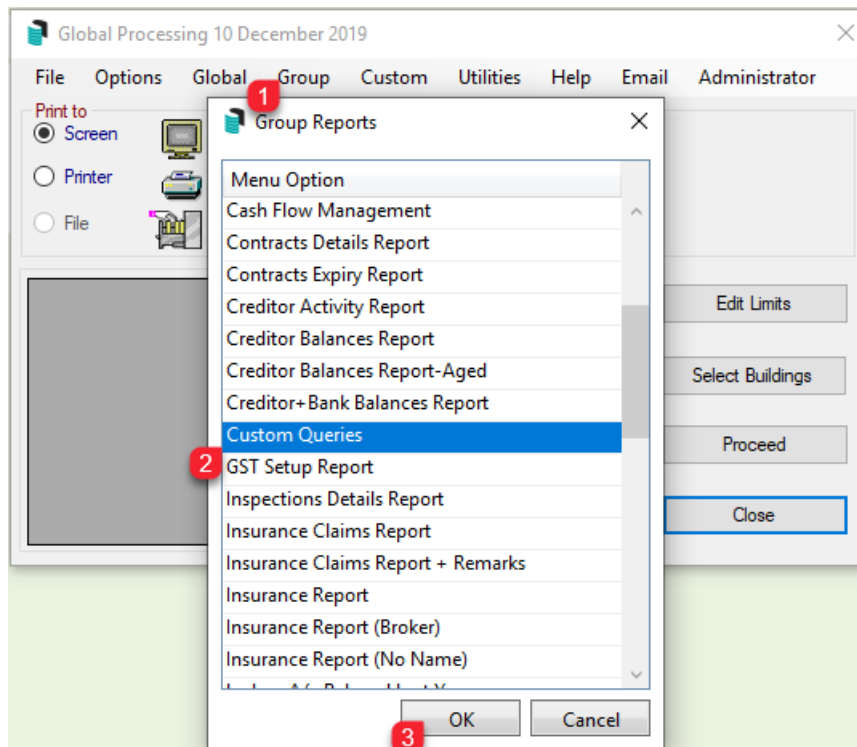 Global Processing 10 December 2019
File Options Global Group Custom Utilities Help Email Administrator
1
Print to
Screen
Printer
File
Group Reports
Menu Option
Cash Flow Management
Contracts Details Report
Contracts Expiry Report
Creditor Activity Report
Creditor Balances Report
Creditor Balances Report-Aged
Creditor+Bank Balances Report
Custom Queries
2
GST Setup Report
Inspections Details Report
Insurance Claims Report
Insurance Claims Report + Remarks
Insurance Report
Insurance Report (Broker)
Insurance Report (No Name)
OK
Cancel
3
Edit Limits
Select Buildings
Proceed
Close